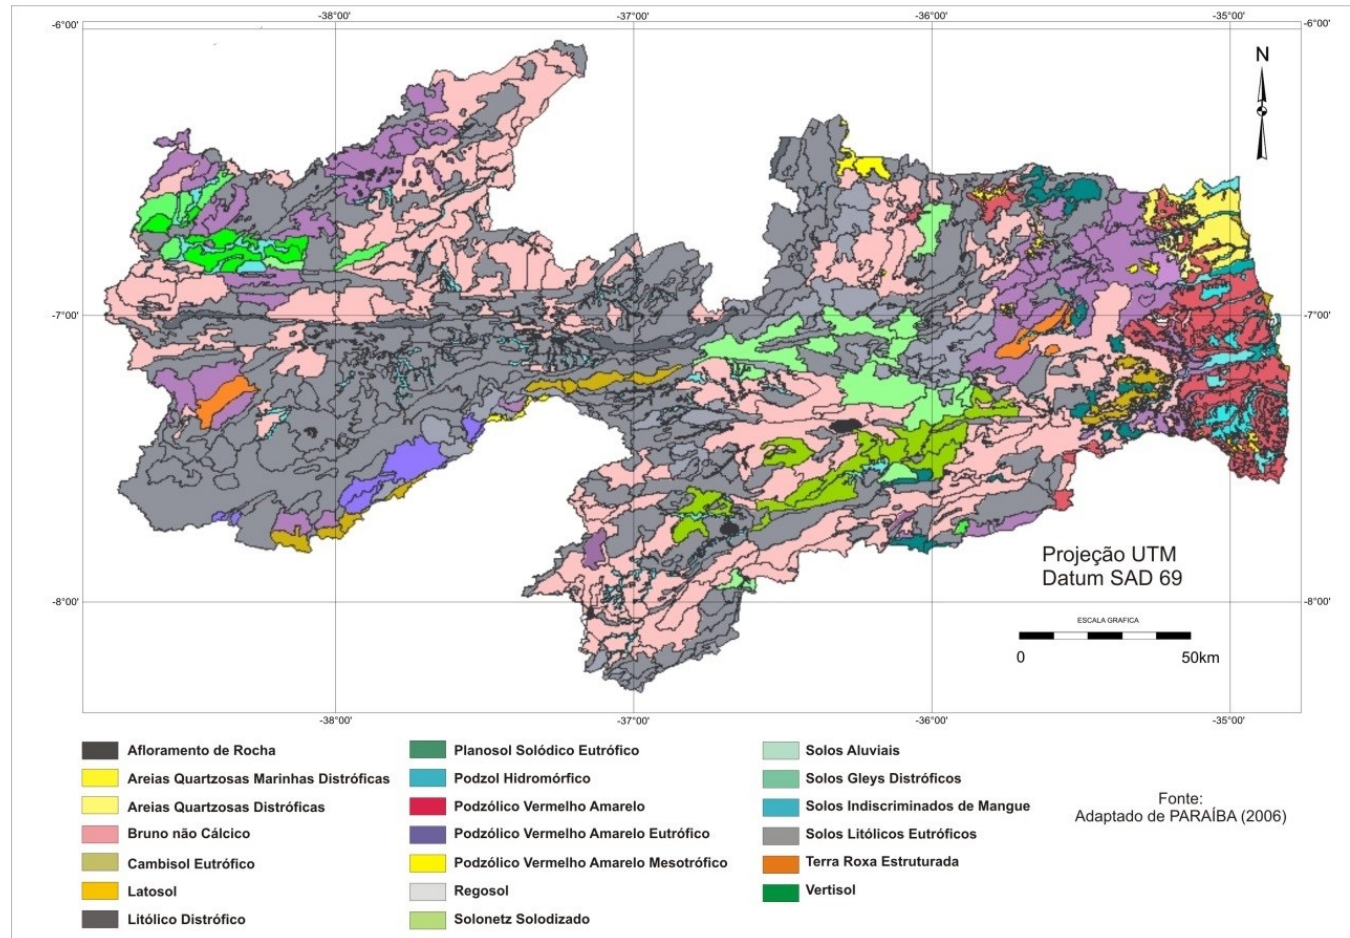 -38°00'
-37°00'
-36°00'
-35°00'
-6°00'
-6°00'
N
-7°00'
-7°00'
Projeção UTM
Datum SAD 69
-8°00'
-8°00'
ESCALA GRAFICA
0 50km
-38°00'
-37°00'
-36°00'
-35°00'
Afloramento de Rocha
Areias Quartzosas Marinhas Distróficas
Areias Quartzosas Distróficas
Bruno não Cálcico
Cambisol Eutrófico
Latosol
Litólico Distrófico
Planosol Solódico Eutrófico
Podzol Hidromórfico
Podzólico Vermelho Amarelo
Podzólico Vermelho Amarelo Eutrófico
Podzólico Vermelho Amarelo Mesotrófico
Regosol
Solonetz Solodizado
Solos Aluviais
Solos Gleys Distróficos
Solos Indiscriminados de Mangue
Solos Litólicos Eutróficos
Terra Roxa Estruturada
Vertisol
Fonte:
Adaptado de PARAÍBA (2006)